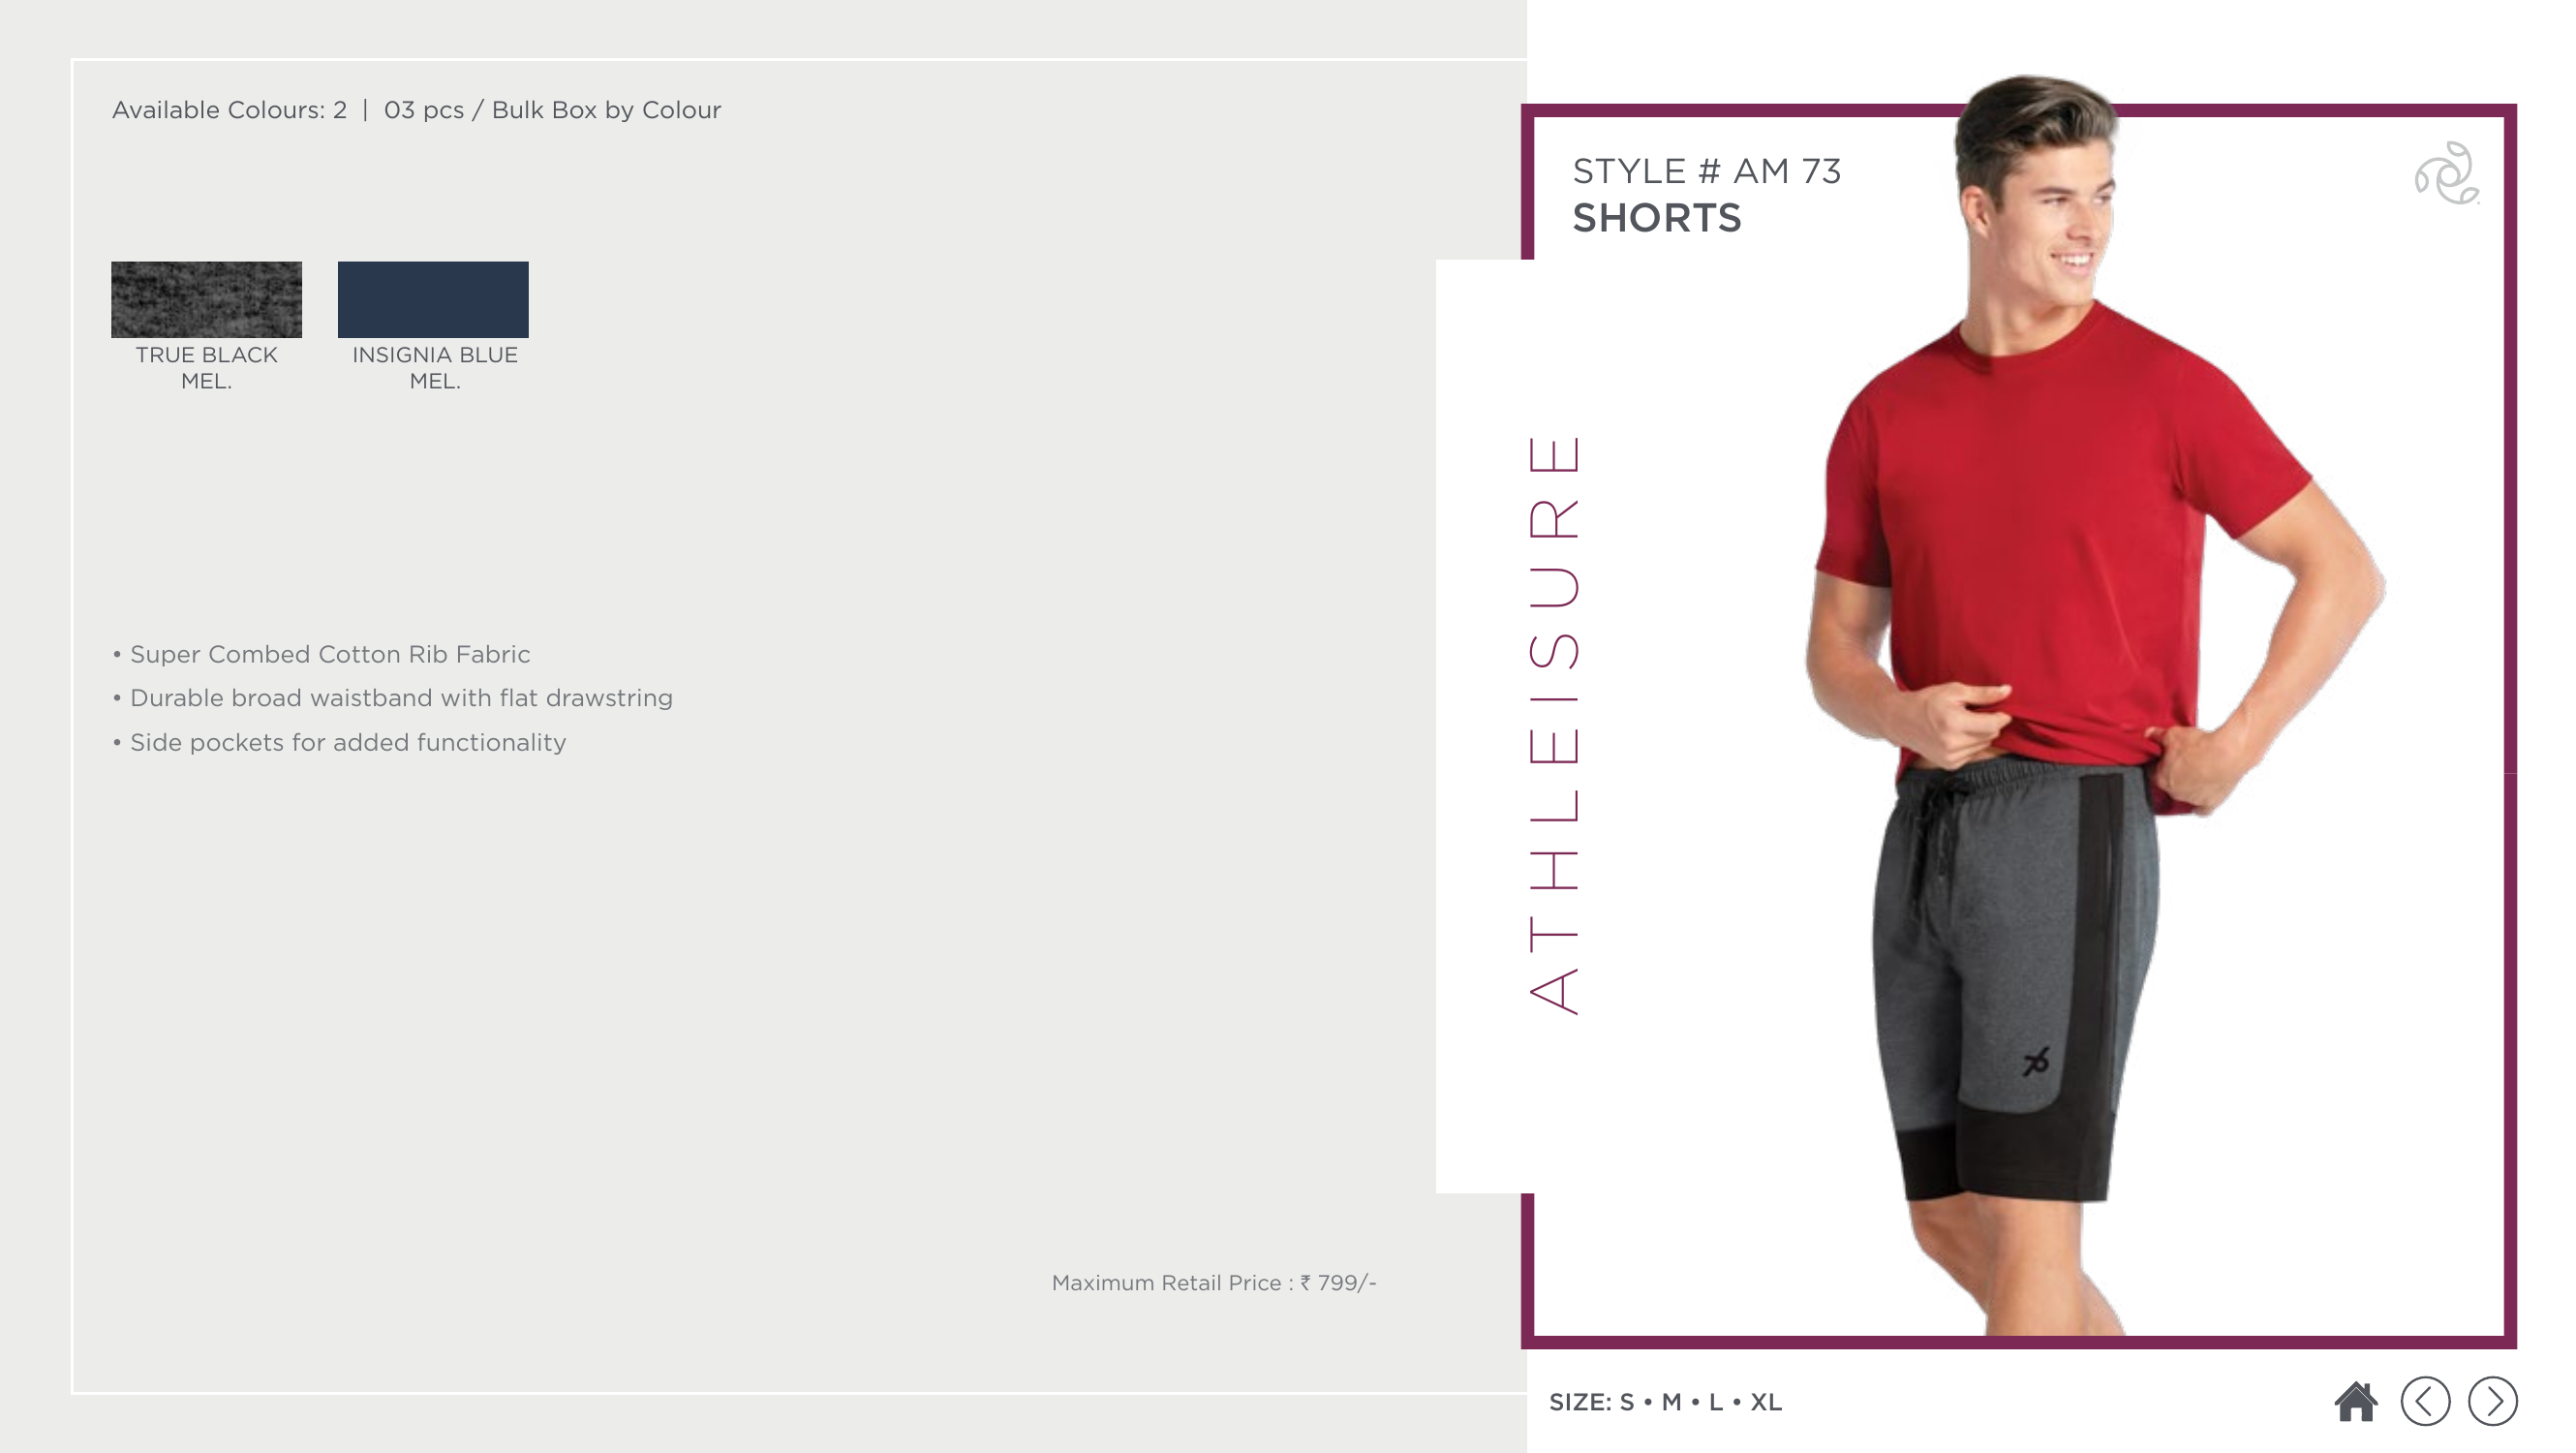 Available Colours: 2 | 03 pcs / Bulk Box by Colour
TRUE BLACK
MEL.
INSIGNIA BLUE
MEL.
• Super Combed Cotton Rib Fabric
• Durable broad waistband with flat drawstring
• Side pockets for added functionality
Maximum Retail Price : ₹ 799/-
STYLE # AM 73
SHORTS
ATHLEISURE
76
SIZE: S • M • L • XL